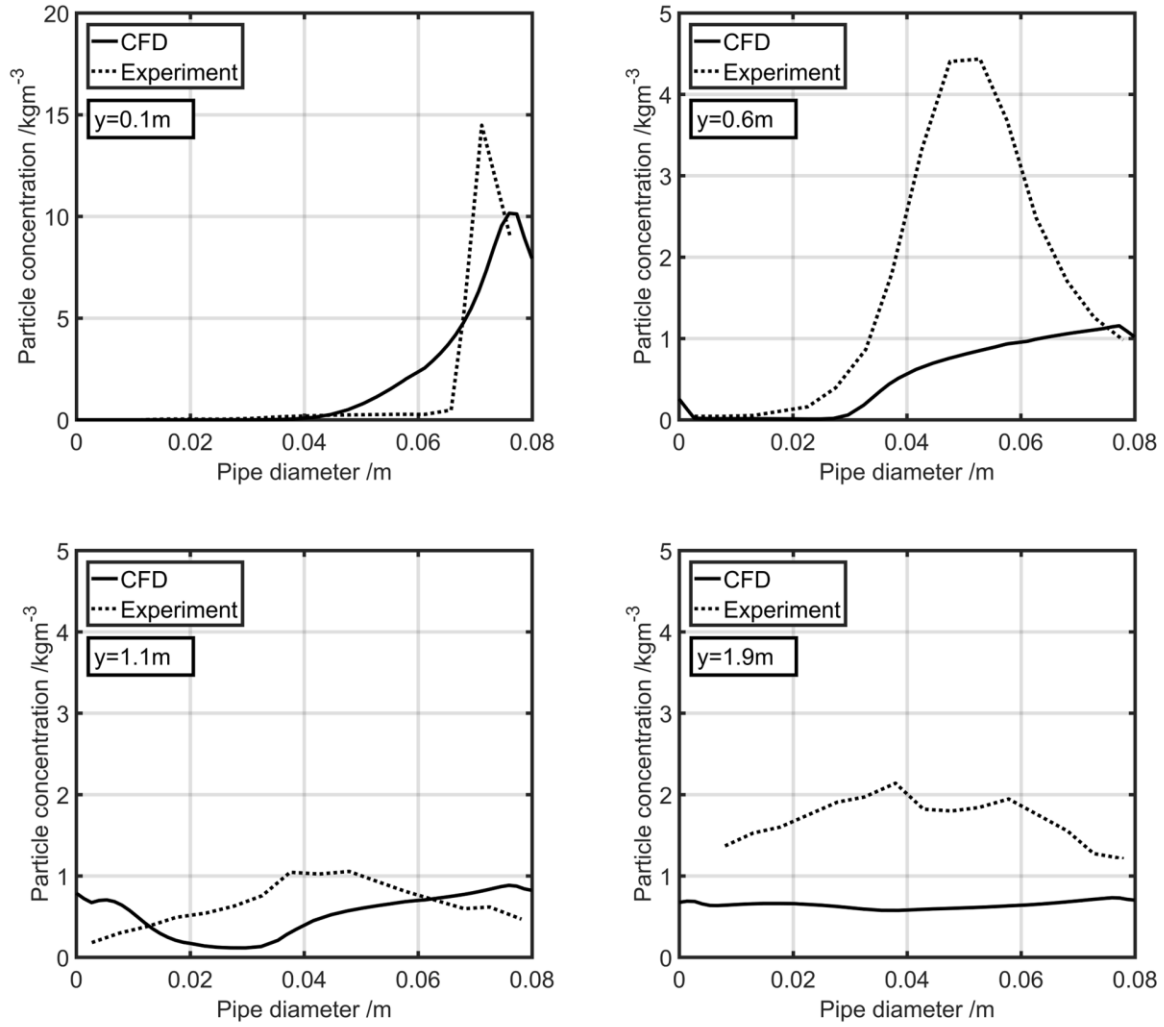 20
15
10
5
0
Particle concentration /kgm⁻³
CFD
Experiment
y=0.1m
0 0.02 0.04 0.06 0.08
Pipe diameter /m
5
4
3
2
1
0
Particle concentration /kgm⁻³
CFD
Experiment
y=0.6m
0 0.02 0.04 0.06 0.08
Pipe diameter /m
5
4
3
2
1
0
Particle concentration /kgm⁻³
CFD
Experiment
y=1.1m
0 0.02 0.04 0.06 0.08
Pipe diameter /m
5
4
3
2
1
0
Particle concentration /kgm⁻³
CFD
Experiment
y=1.9m
0 0.02 0.04 0.06 0.08
Pipe diameter /m